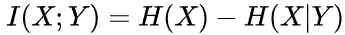 I(X;Y) = H(X) − H(X|Y)